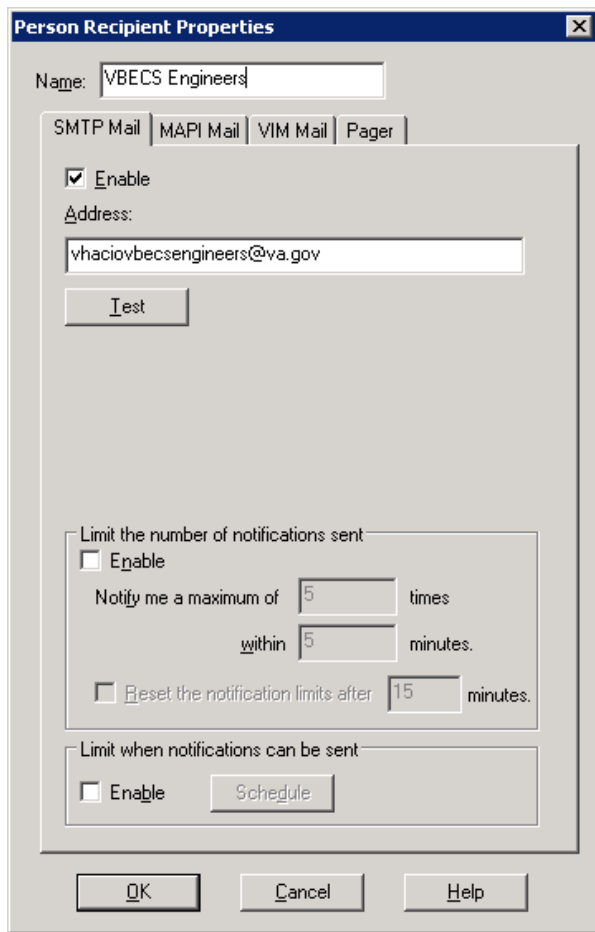 Person Recipient Properties
Name: VBECS Engineers
SMTP Mail MAPI Mail VIM Mail Pager
Enable
Address:
vhaciovbecsengineers@va.gov
Test
Limit the number of notifications sent
Enable
Notify me a maximum of 5 times
within 5 minutes.
Reset the notification limits after 15 minutes.
Limit when notifications can be sent
Enable Schedule
OK Cancel Help